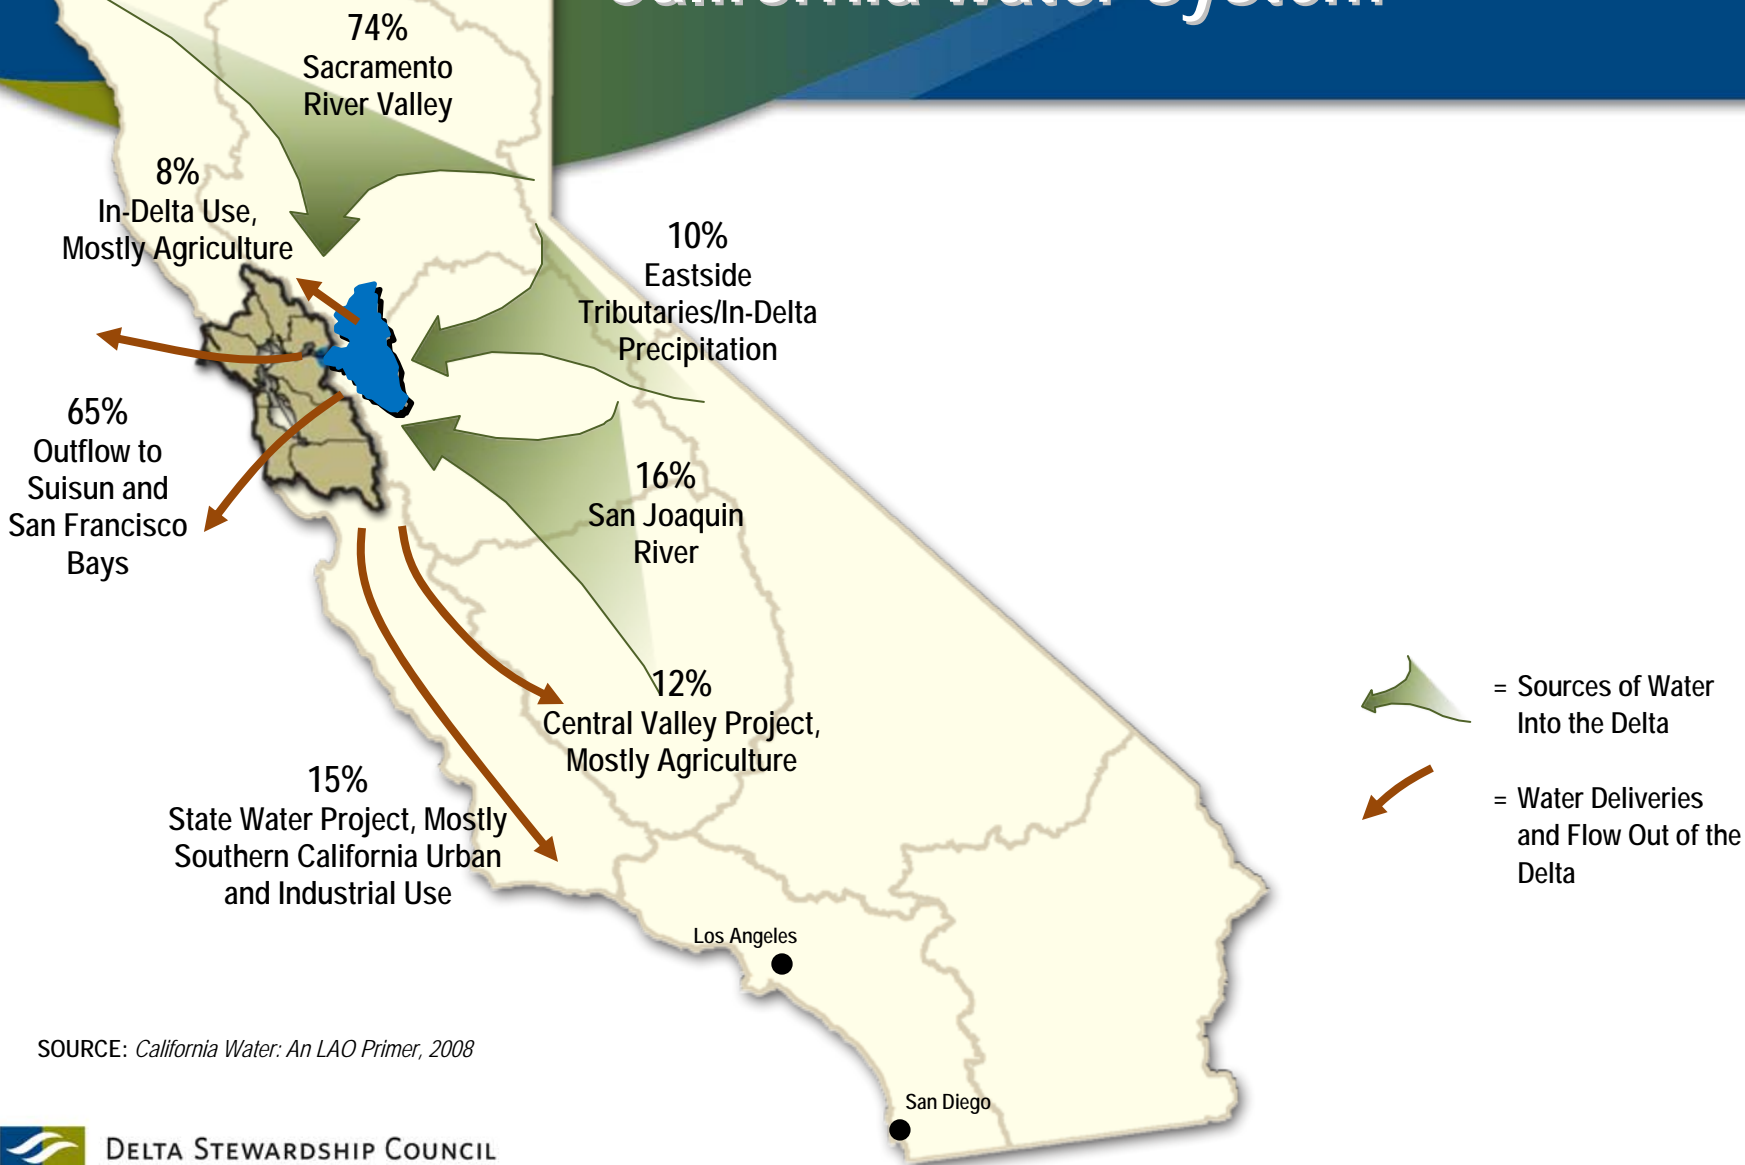 California Water System
74%
Sacramento
River Valley
8%
In-Delta Use,
Mostly Agriculture
10%
Eastside
Tributaries/In-Delta
Precipitation
65%
Outflow to
Suisun and
San Francisco
Bays
16%
San Joaquin
River
12%
Central Valley Project,
Mostly Agriculture
15%
State Water Project, Mostly
Southern California Urban
and Industrial Use
= Sources of Water
Into the Delta
= Water Deliveries
and Flow Out of the
Delta
Los Angeles
San Diego
SOURCE: California Water: An LAO Primer, 2008
DELTA STEWARDSHIP COUNCIL